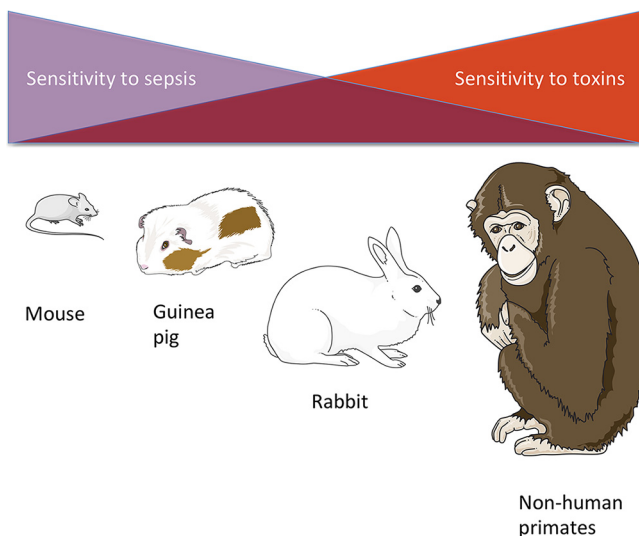 Sensitivity to sepsis
Sensitivity to toxins
Mouse
Guinea
pig
Rabbit
Non-human
primates